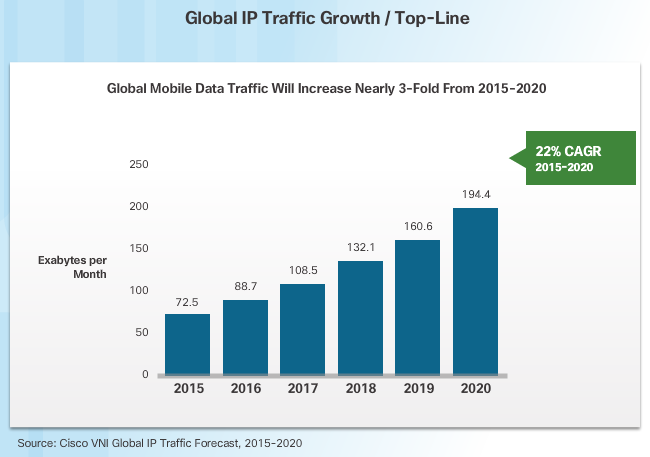 Global IP Traffic Growth / Top-Line
Global Mobile Data Traffic Will Increase Nearly 3-Fold From 2015-2020
22% CAGR
2015-2020
250
200
150
100
50
0
Exabytes per
Month
72.5
88.7
108.5
132.1
160.6
194.4
2015 2016 2017 2018 2019 2020
Source: Cisco VNI Global IP Traffic Forecast, 2015-2020